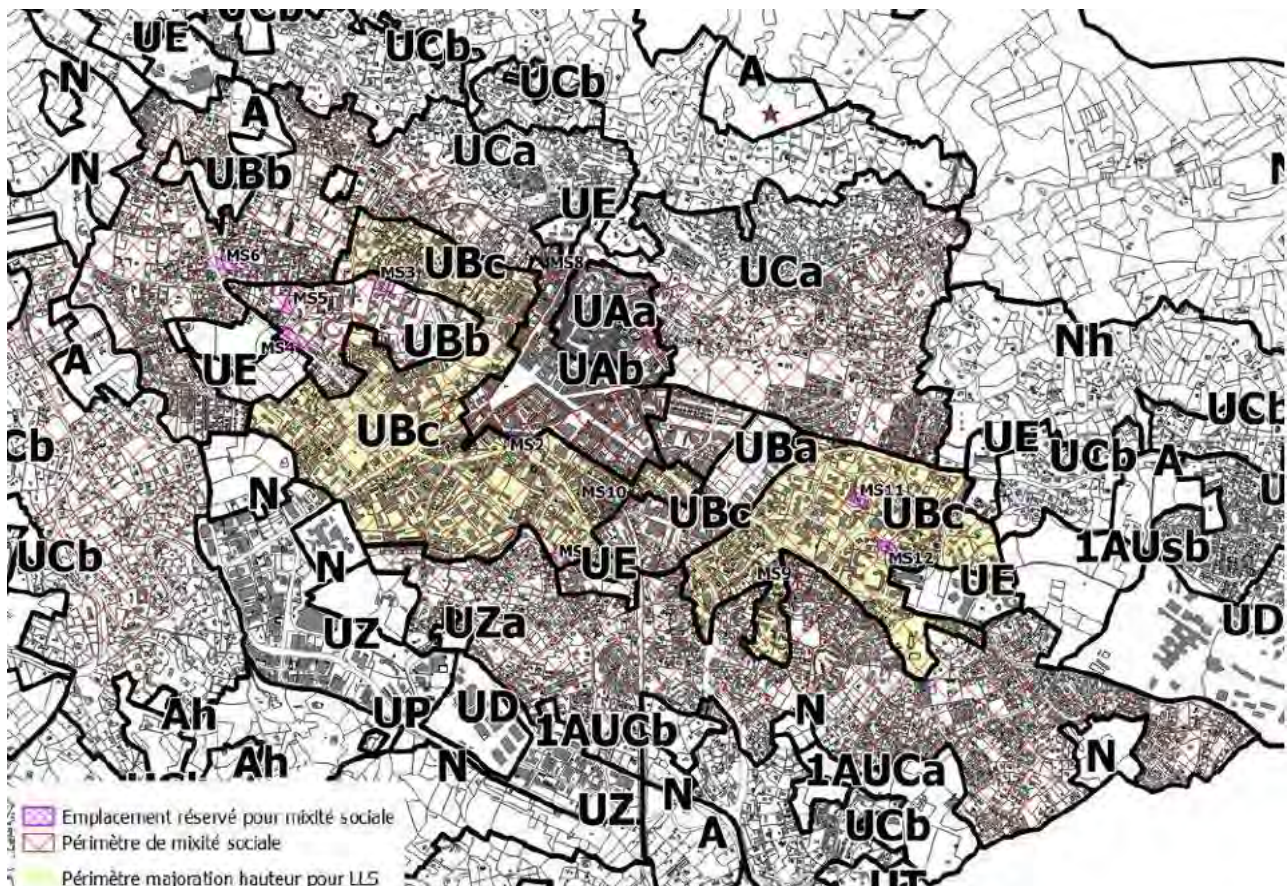 UCb
UE
UCb
N
UCb
A
A
UCa
N
UBb
UE
MS6
MS3
UBc
MS8
UCa
MS5
UAa
MS4
UBb
Nh
A
UE
UAb
UCb
UBc
MS2
UBa
UE
UCb
A
Cb
N
MS10
UBc
MS11
UBc
UCb
N
UE
MS12
1AUsb
MS9
UE
UZ
UZa
UD
Ah
UP
UD
1AUCb
N
Ah
N
1AUCa
N
UZ
N
A
UCb
UT
Emplacement réservé pour mixité sociale
Périmètre de mixité sociale
Périmètre majoration hauteur pour LLS